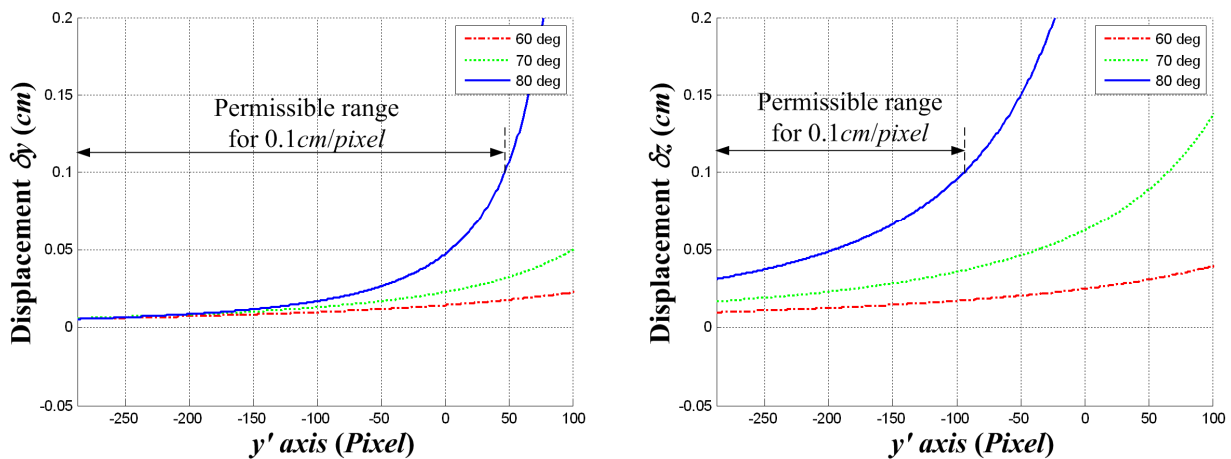 0.2
0.15
0.1
0.05
0
-0.05
Displacement δy (cm)
60 deg
70 deg
80 deg
Permissible range
for 0.1cm/pixel
-250 -200 -150 -100 -50 0 50 100
y' axis (Pixel)
0.2
0.15
0.1
0.05
0
-0.05
Displacement δz (cm)
60 deg
70 deg
80 deg
Permissible range
for 0.1cm/pixel
-250 -200 -150 -100 -50 0 50 100
y' axis (Pixel)